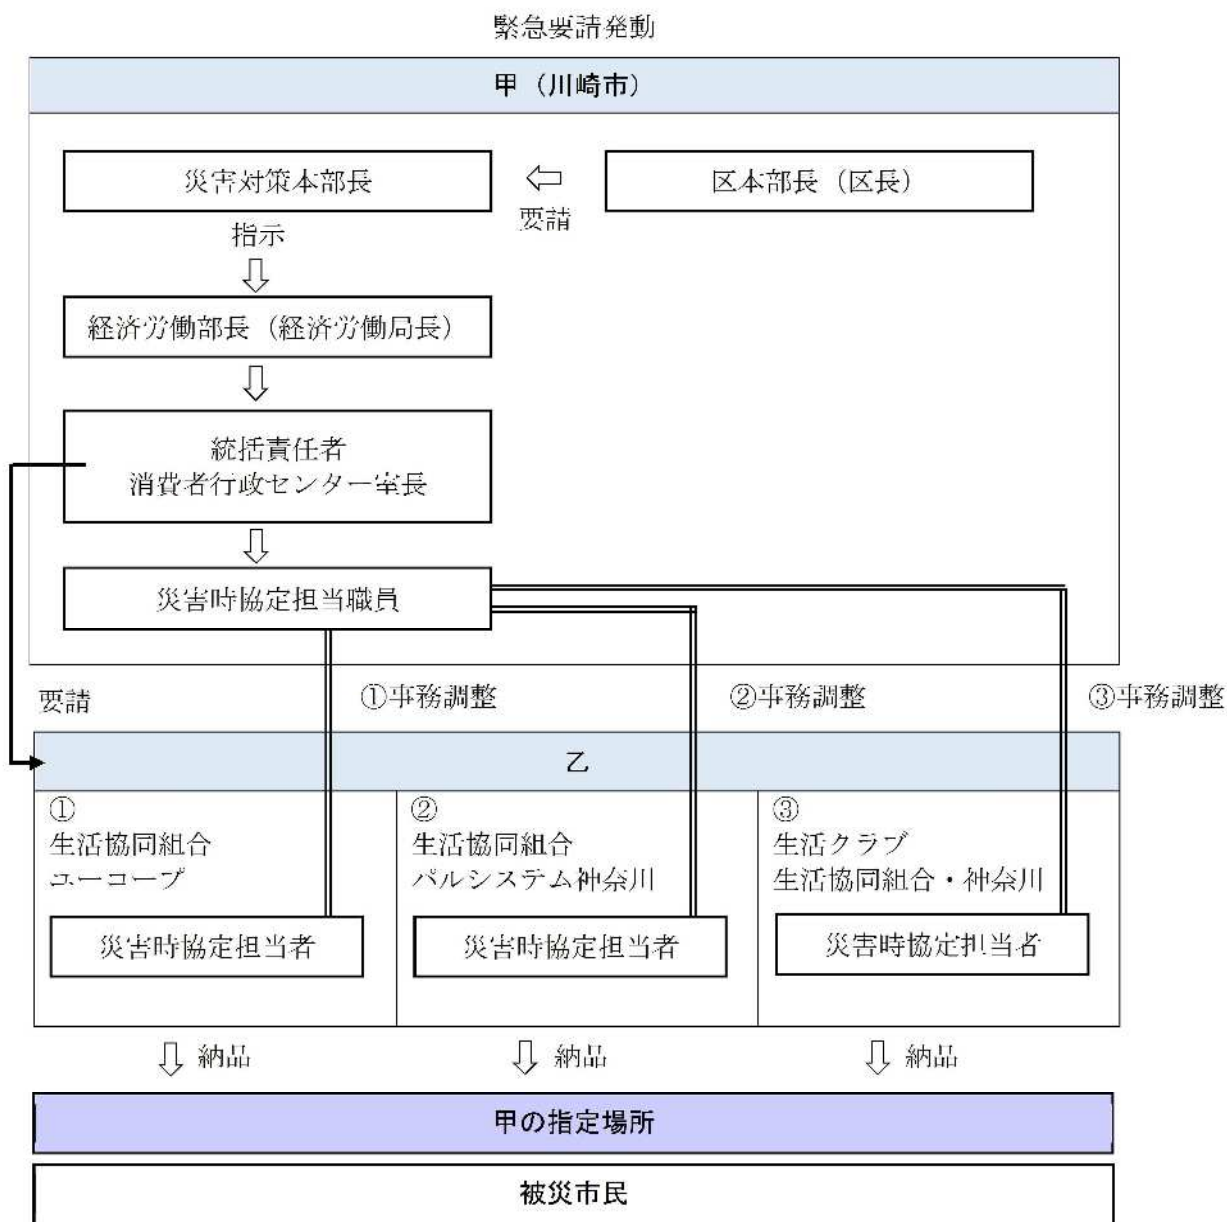 緊急要請発動
甲（川崎市）
災害対策本部長
区本部長（区長）
要請
指示
経済労働部長（経済労働局長）
統括責任者
消費者行政センター室長
災害時協定担当職員
要請
①事務調整
②事務調整
③事務調整
乙
①
生活協同組合
ユーコープ
災害時協定担当者
②
生活協同組合
パルシステム神奈川
災害時協定担当者
③
生活クラブ
生活協同組合・神奈川
災害時協定担当者
納品
納品
納品
甲の指定場所
被災市民